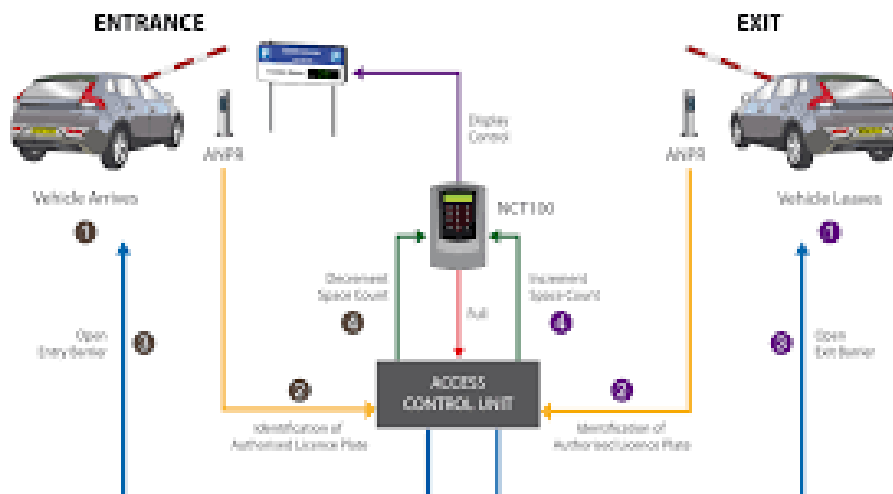 ENTRANCE
EXIT
Display
Control
ANPR
ANPR
Vehicle Arrives
NCT100
Vehicle Leaves
1
1
Decrement
Space Count
Increment
Space Count
4
Full
4
Open
Entry Barrier
3
3
Open
Exit Barrier
ACCESS
CONTROL UNIT
2
2
Identification of
Authorised Licence Plate
Identification of
Authorised Licence Plate